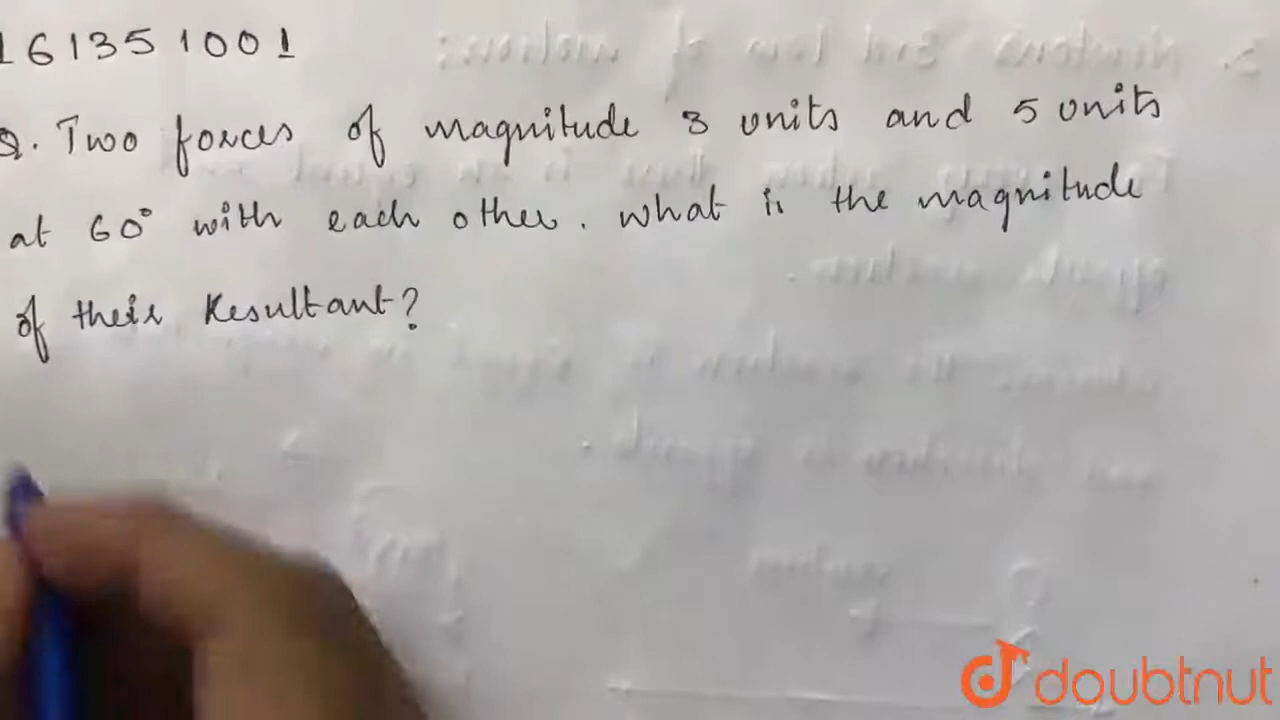 161351001
Q. Two forces of magnitude 3 units and 5 units
at 60° with each other. What is the magnitude
of their Resultant?
doubtnut